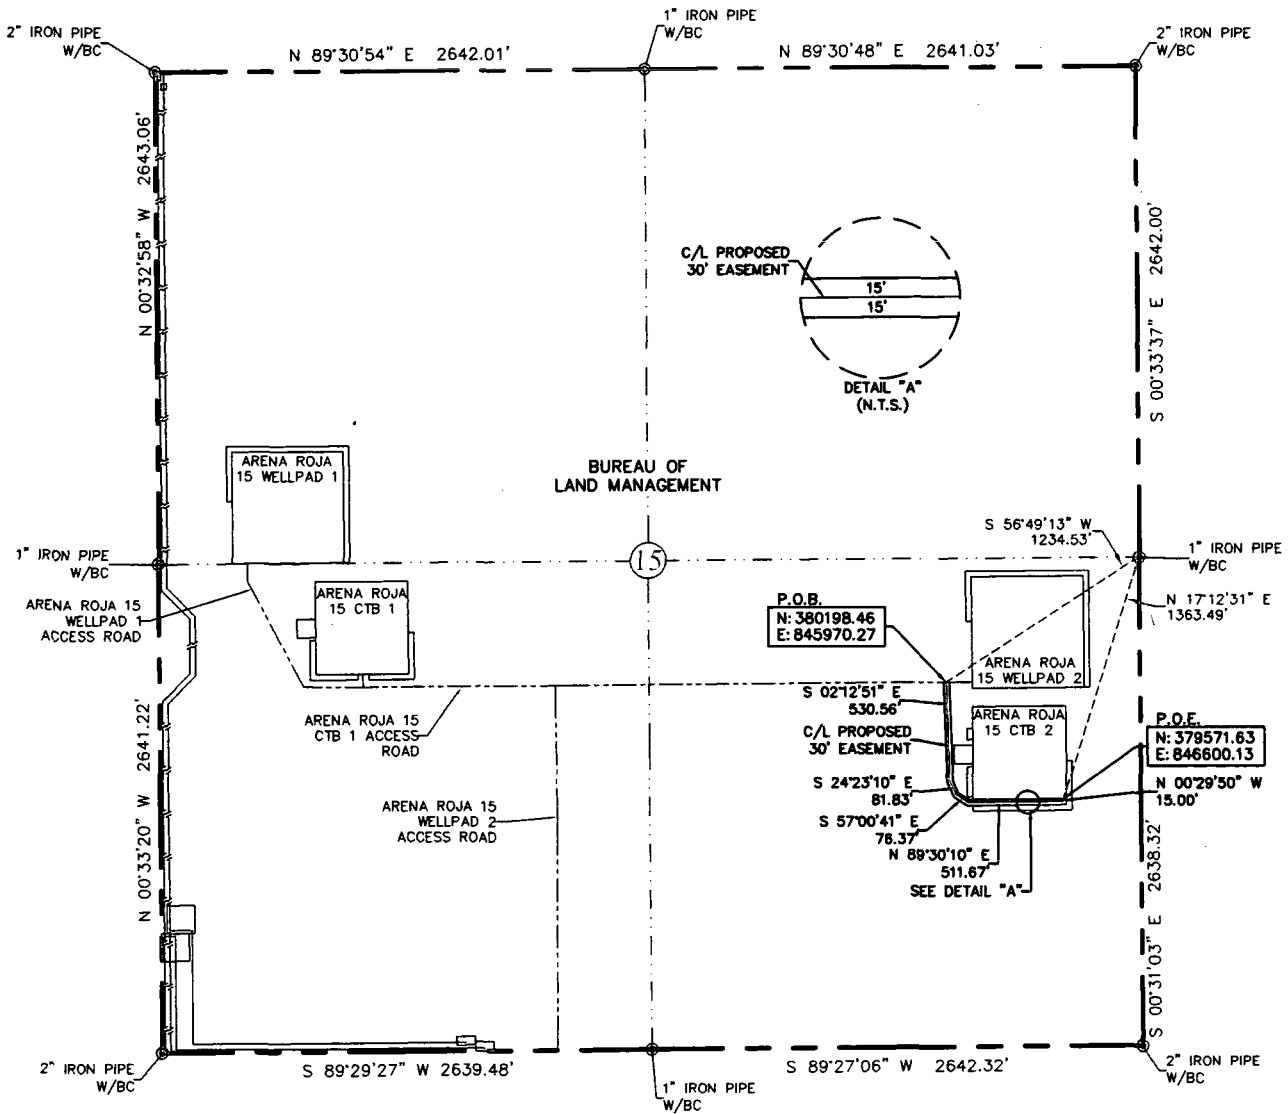 2" IRON PIPE
W/BC
1" IRON PIPE
W/BC
2" IRON PIPE
W/BC
N 89°30'54" E 2642.01'
N 89°30'48" E 2641.03'
N 00°32'58" W 2643.06'
S 00°33'37" E 2642.00'
C/L PROPOSED
30' EASEMENT
15'
15'
DETAIL "A"
(N.T.S.)
ARENA ROJA
15 WELLPAD 1
BUREAU OF
LAND MANAGEMENT
S 56°49'13" W
1234.53'
1" IRON PIPE
W/BC
15
1" IRON PIPE
W/BC
ARENA ROJA 15
WELLPAD 1
ACCESS ROAD
ARENA ROJA
15 CTB 1
P.O.B.
N: 380198.46
E: 845970.27
N 17°12'31" E
1363.49'
ARENA ROJA
15 WELLPAD 2
S 02°12'51" E
530.56'
ARENA ROJA 15
CTB 1 ACCESS
ROAD
C/L PROPOSED
30' EASEMENT
ARENA ROJA
15 CTB 2
P.O.E.
N: 379571.63
E: 846600.13
N 00°33'20" W 2641.22'
S 24°23'10" E
81.83'
N 00°29'50" W
15.00'
ARENA ROJA 15
WELLPAD 2
ACCESS ROAD
S 57°00'41" E
76.37'
N 89°30'10" E
511.67'
SEE DETAIL "A"
S 00°31'03" E 2638.32'
2" IRON PIPE
W/BC
S 89°29'27" W 2639.48'
1" IRON PIPE
W/BC
S 89°27'06" W 2642.32'
2" IRON PIPE
W/BC